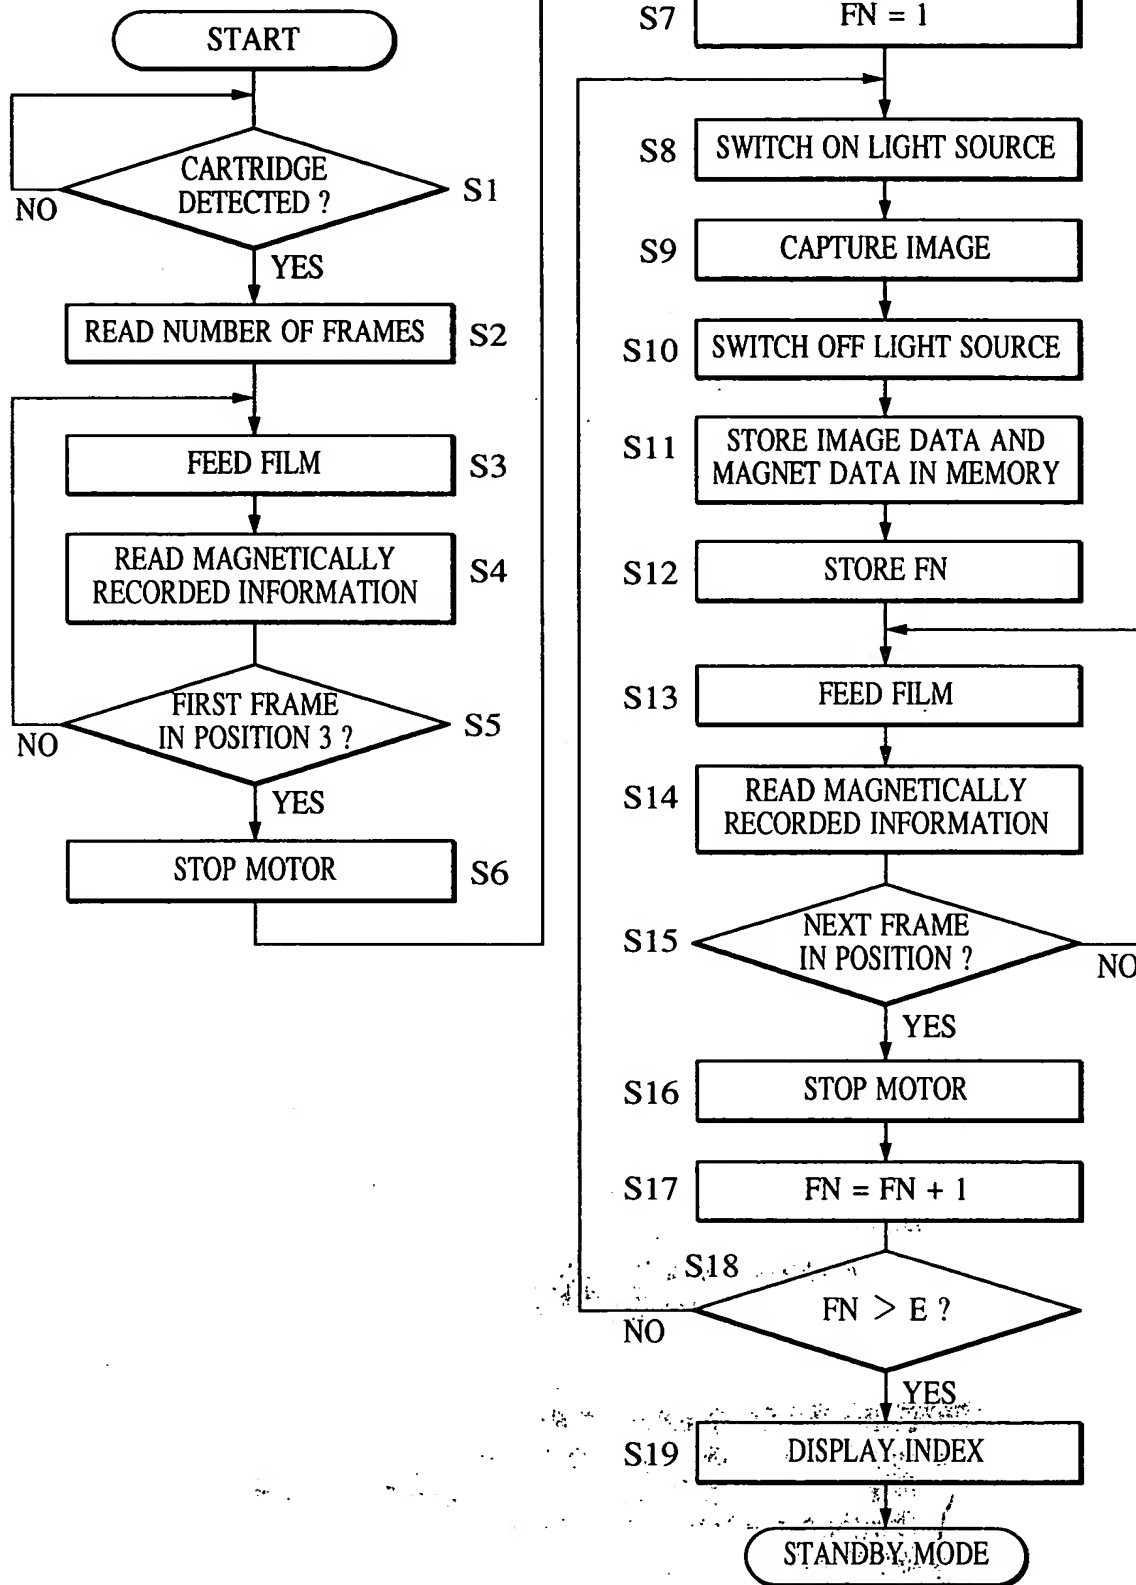 START
CARTRIDGE
DETECTED ?
S1
NO
YES
READ NUMBER OF FRAMES
S2
FEED FILM
S3
READ MAGNETICALLY
RECORDED INFORMATION
S4
FIRST FRAME
IN POSITION 3 ?
S5
NO
YES
STOP MOTOR
S6
S7
FN = 1
S8
SWITCH ON LIGHT SOURCE
S9
CAPTURE IMAGE
S10
SWITCH OFF LIGHT SOURCE
S11
STORE IMAGE DATA AND
MAGNET DATA IN MEMORY
S12
STORE FN
S13
FEED FILM
S14
READ MAGNETICALLY
RECORDED INFORMATION
S15
NEXT FRAME
IN POSITION ?
NO
YES
S16
STOP MOTOR
S17
FN = FN + 1
S18
FN > E ?
NO
YES
S19
DISPLAY INDEX
STANDBY MODE